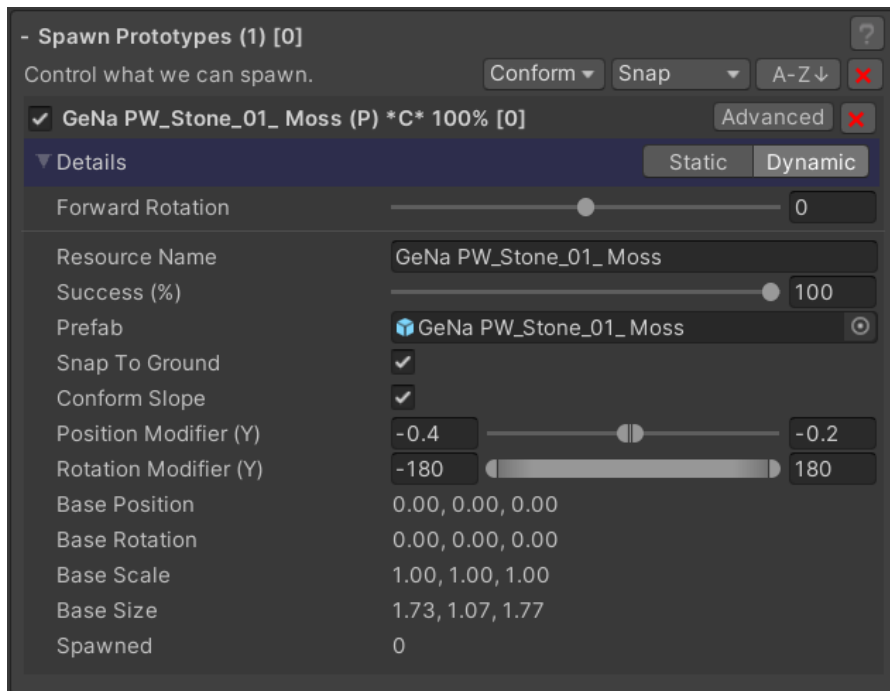 - Spawn Prototypes (1) [0] ?
Control what we can spawn. Conform Snap A-Z↓
GeNa PW_Stone_01_ Moss (P) *C* 100% [0] Advanced
Details Static Dynamic
Forward Rotation 0
Resource Name GeNa PW_Stone_01_ Moss
Success (%) 100
Prefab GeNa PW_Stone_01_ Moss
Snap To Ground
Conform Slope
Position Modifier (Y) -0.4 -0.2
Rotation Modifier (Y) -180 180
Base Position 0.00, 0.00, 0.00
Base Rotation 0.00, 0.00, 0.00
Base Scale 1.00, 1.00, 1.00
Base Size 1.73, 1.07, 1.77
Spawned 0